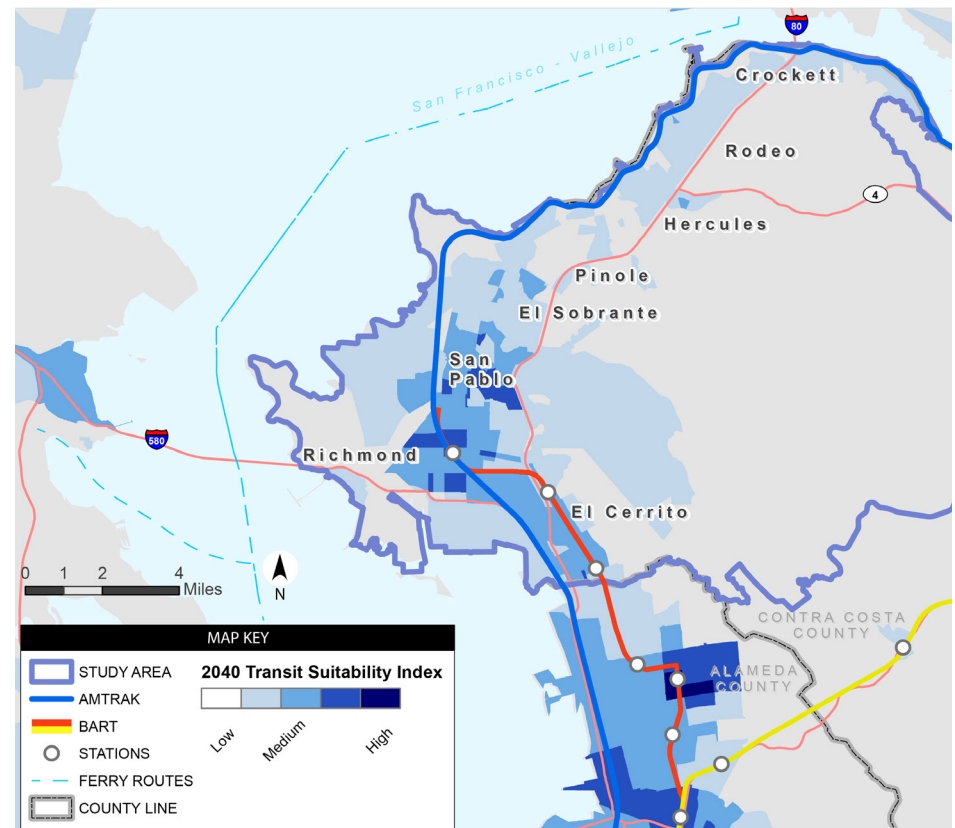 80
San Francisco - Vallejo
Crockett
Rodeo
4
Hercules
Pinole
El Sobrante
San
Pablo
580
Richmond
El Cerrito
0 1 2 4
Miles
N
CONTRA COSTA
COUNTY
ALAMEDA
COUNTY
MAP KEY
STUDY AREA
AMTRAK
BART
STATIONS
FERRY ROUTES
COUNTY LINE
2040 Transit Suitability Index
Low
Medium
High